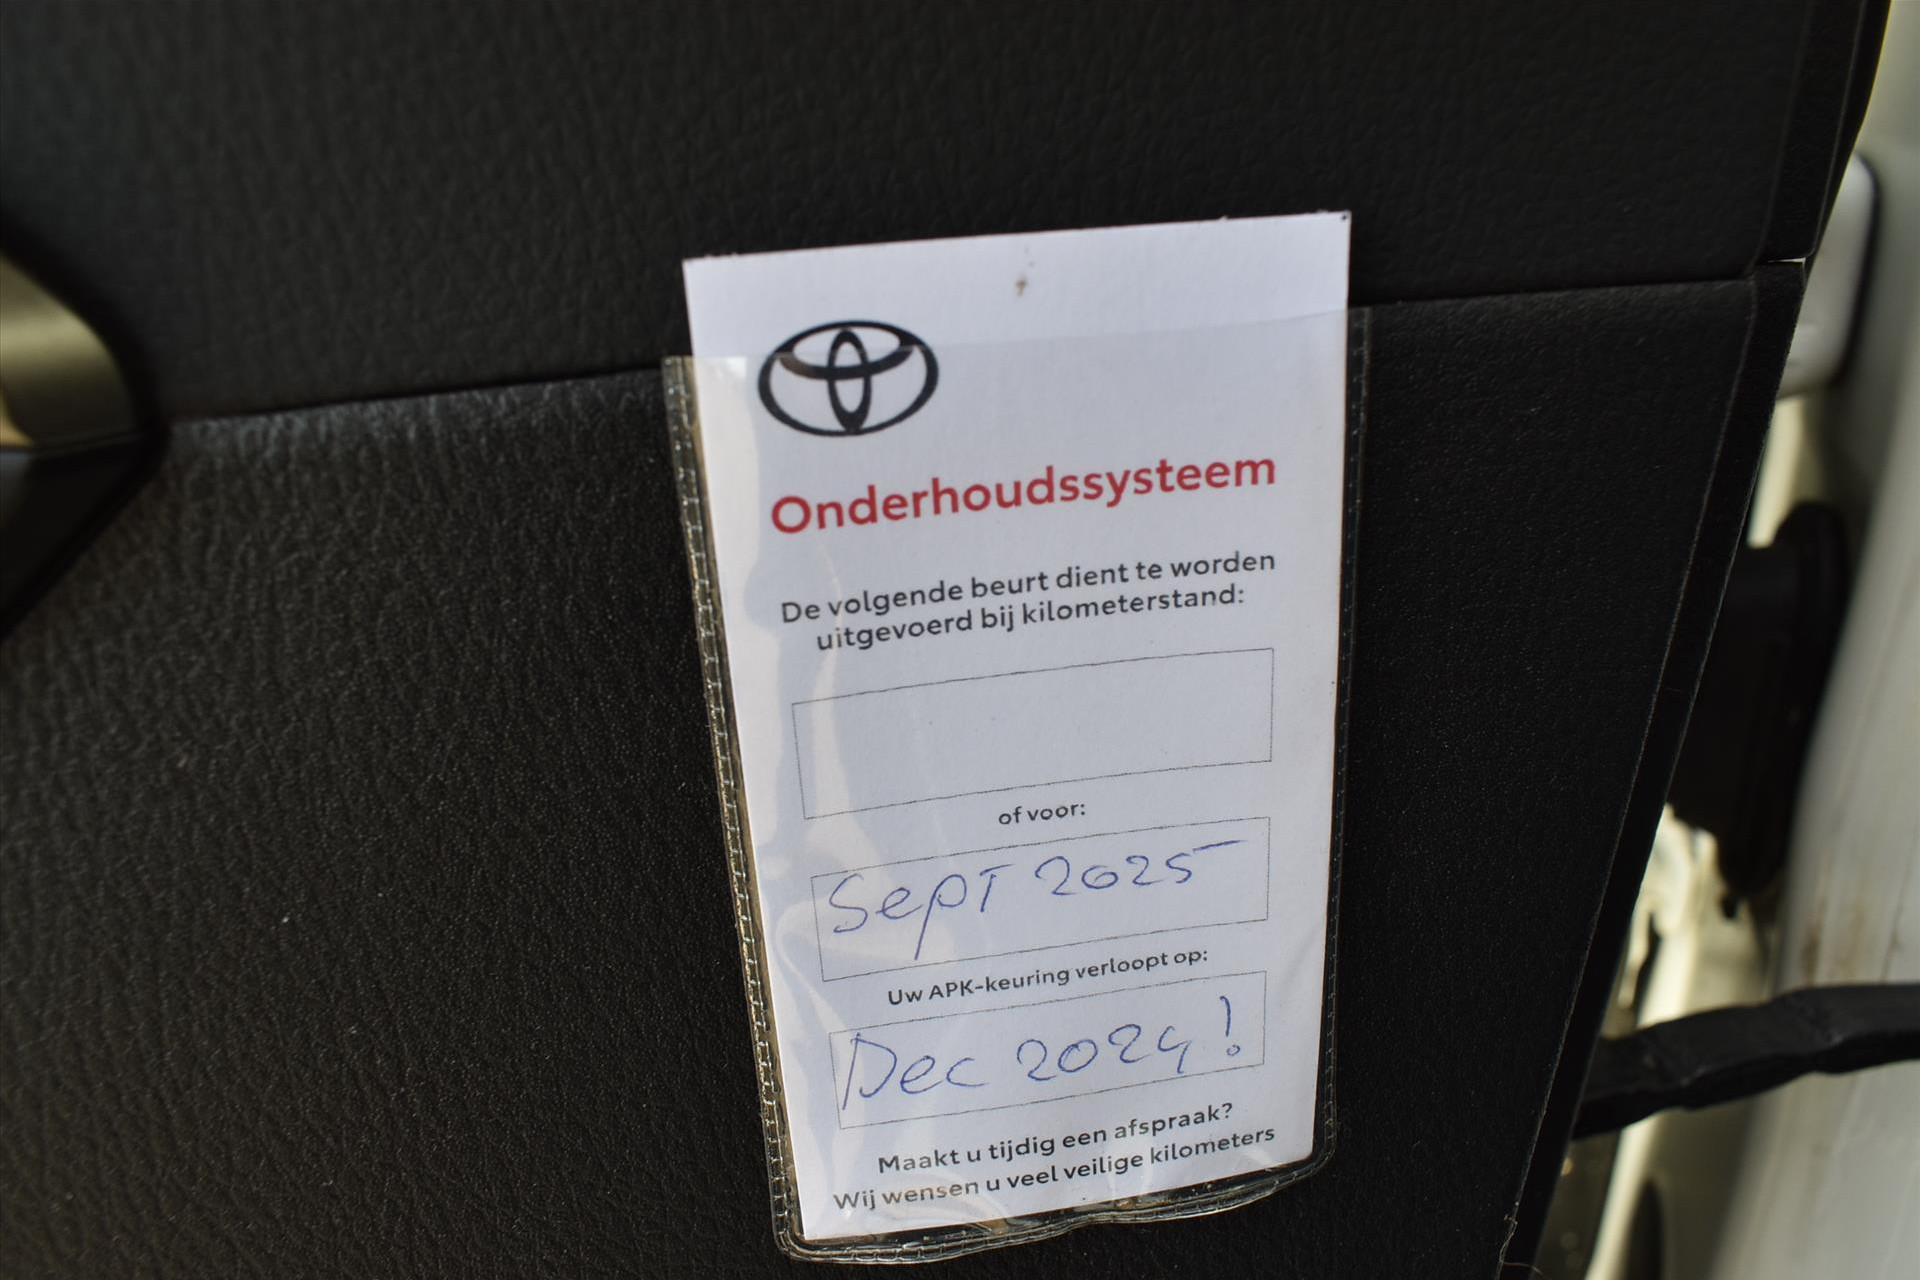 Onderhoudssysteem
De volgende beurt dient te worden
uitgevoerd bij kilometerstand:
of voor:
Sept 2025
Uw APK-keuring verloopt op:
Dec 2024!
Maakt u tijdig een afspraak?
Wij wensen u veel veilige kilometers